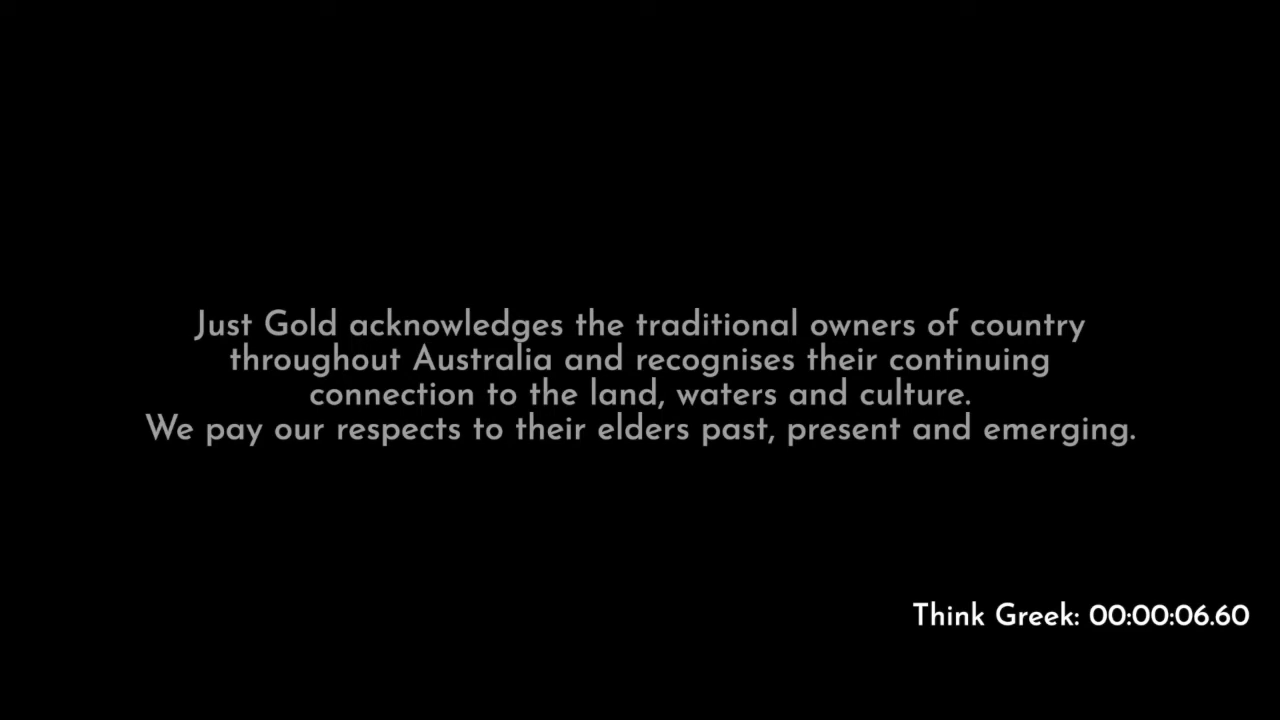 Just Gold acknowledges the traditional owners of country
throughout Australia and recognises their continuing
connection to the land, waters and culture.
We pay our respects to their elders past, present and emerging.
Think Greek: 00:00:06.60